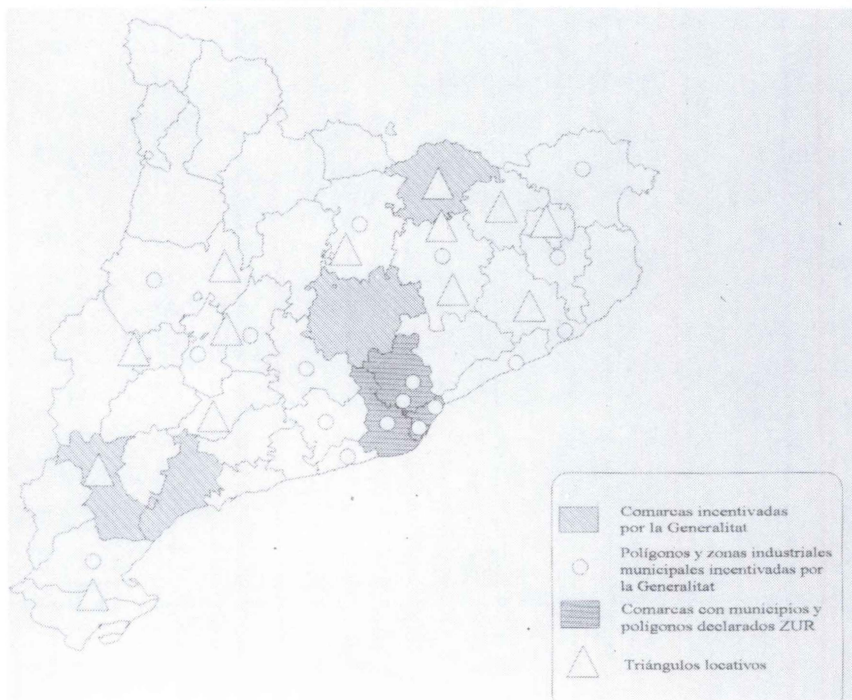 Comarcas incentivadas
por la Generalitat
Polígonos y zonas industriales
municipales incentivadas por
la Generalitat
Comarcas con municipios y
polígonos declarados ZUR
Triángulos locativos